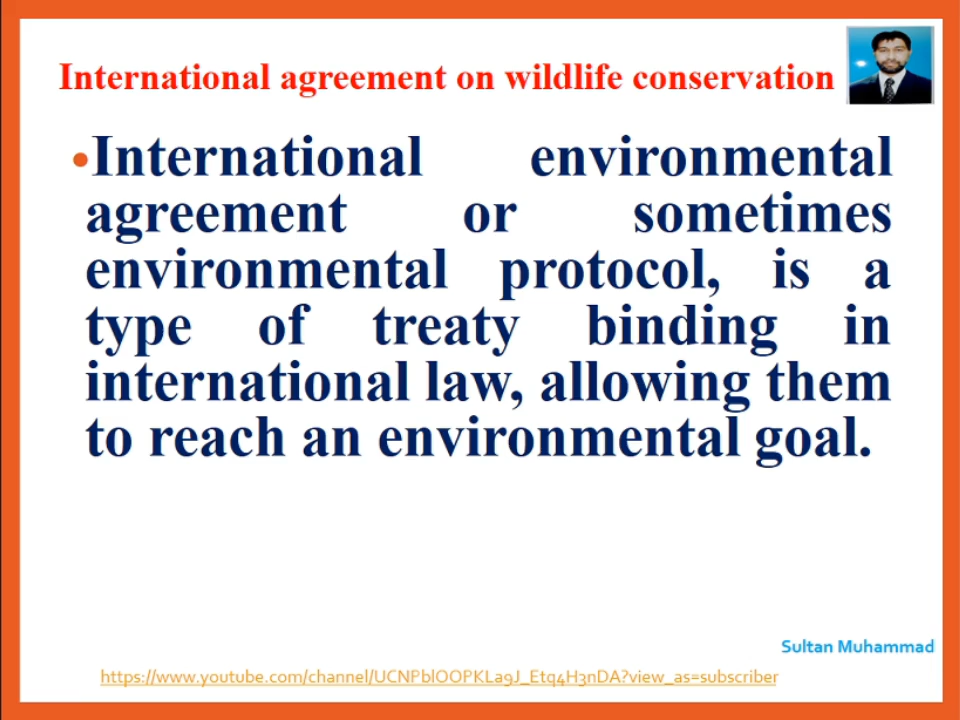 International agreement on wildlife conservation
•International environmental
agreement or sometimes
environmental protocol, is a
type of treaty binding in
international law, allowing them
to reach an environmental goal.
Sultan Muhammad
https://www.youtube.com/channel/UCNPblOOPKLa9J_Etq4H3nDA?view_as=subscriber